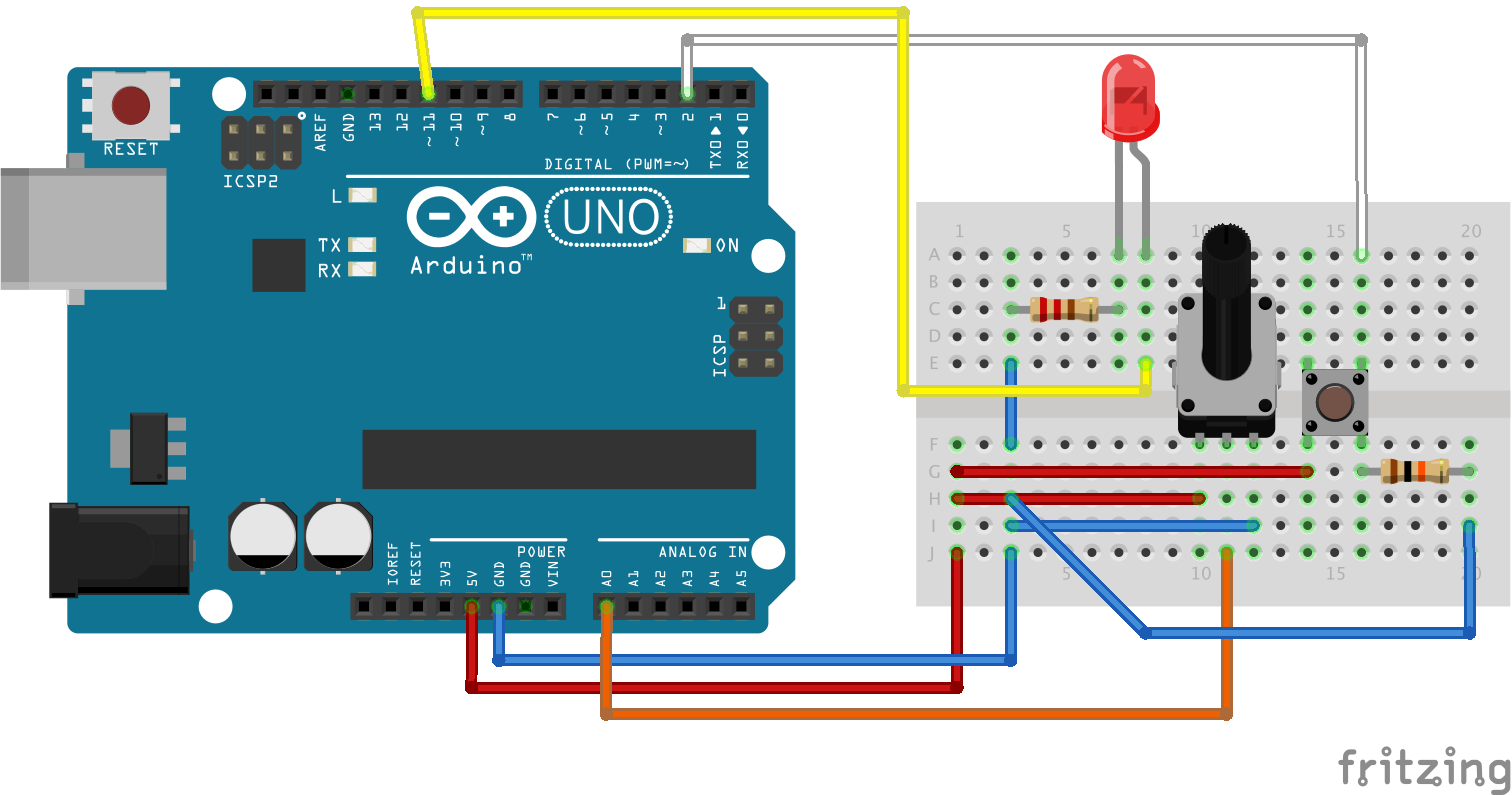 RESET
ICSP2
AREF
GND
13
12
~11
~10
~9
8
7
~6
~5
4
~3
2
TX0▶1
RX0◀0
DIGITAL (PWM=~)
L
TX
RX
Arduino™
UNO
ON
1
ICSP
IOREF
RESET
3V3
5V
GND
GND
VIN
POWER
ANALOG IN
A0
A1
A2
A3
A4
A5
1 5 10 15 20
A
B
C
D
E
F
G
H
I
J
5 10 15 20
fritzing